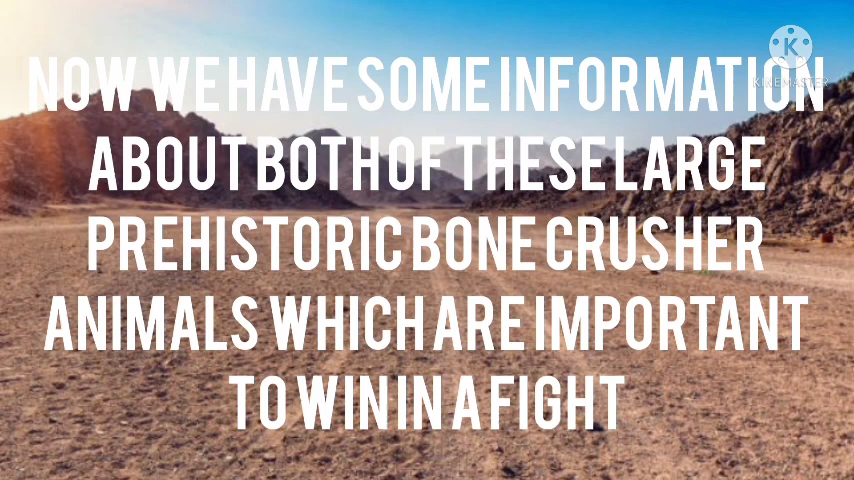 K
KINEMASTER
NOW WE HAVE SOME INFORMATION
ABOUT BOTH OF THESE LARGE
PREHISTORIC BONE CRUSHER
ANIMALS WHICH ARE IMPORTANT
TO WIN IN A FIGHT